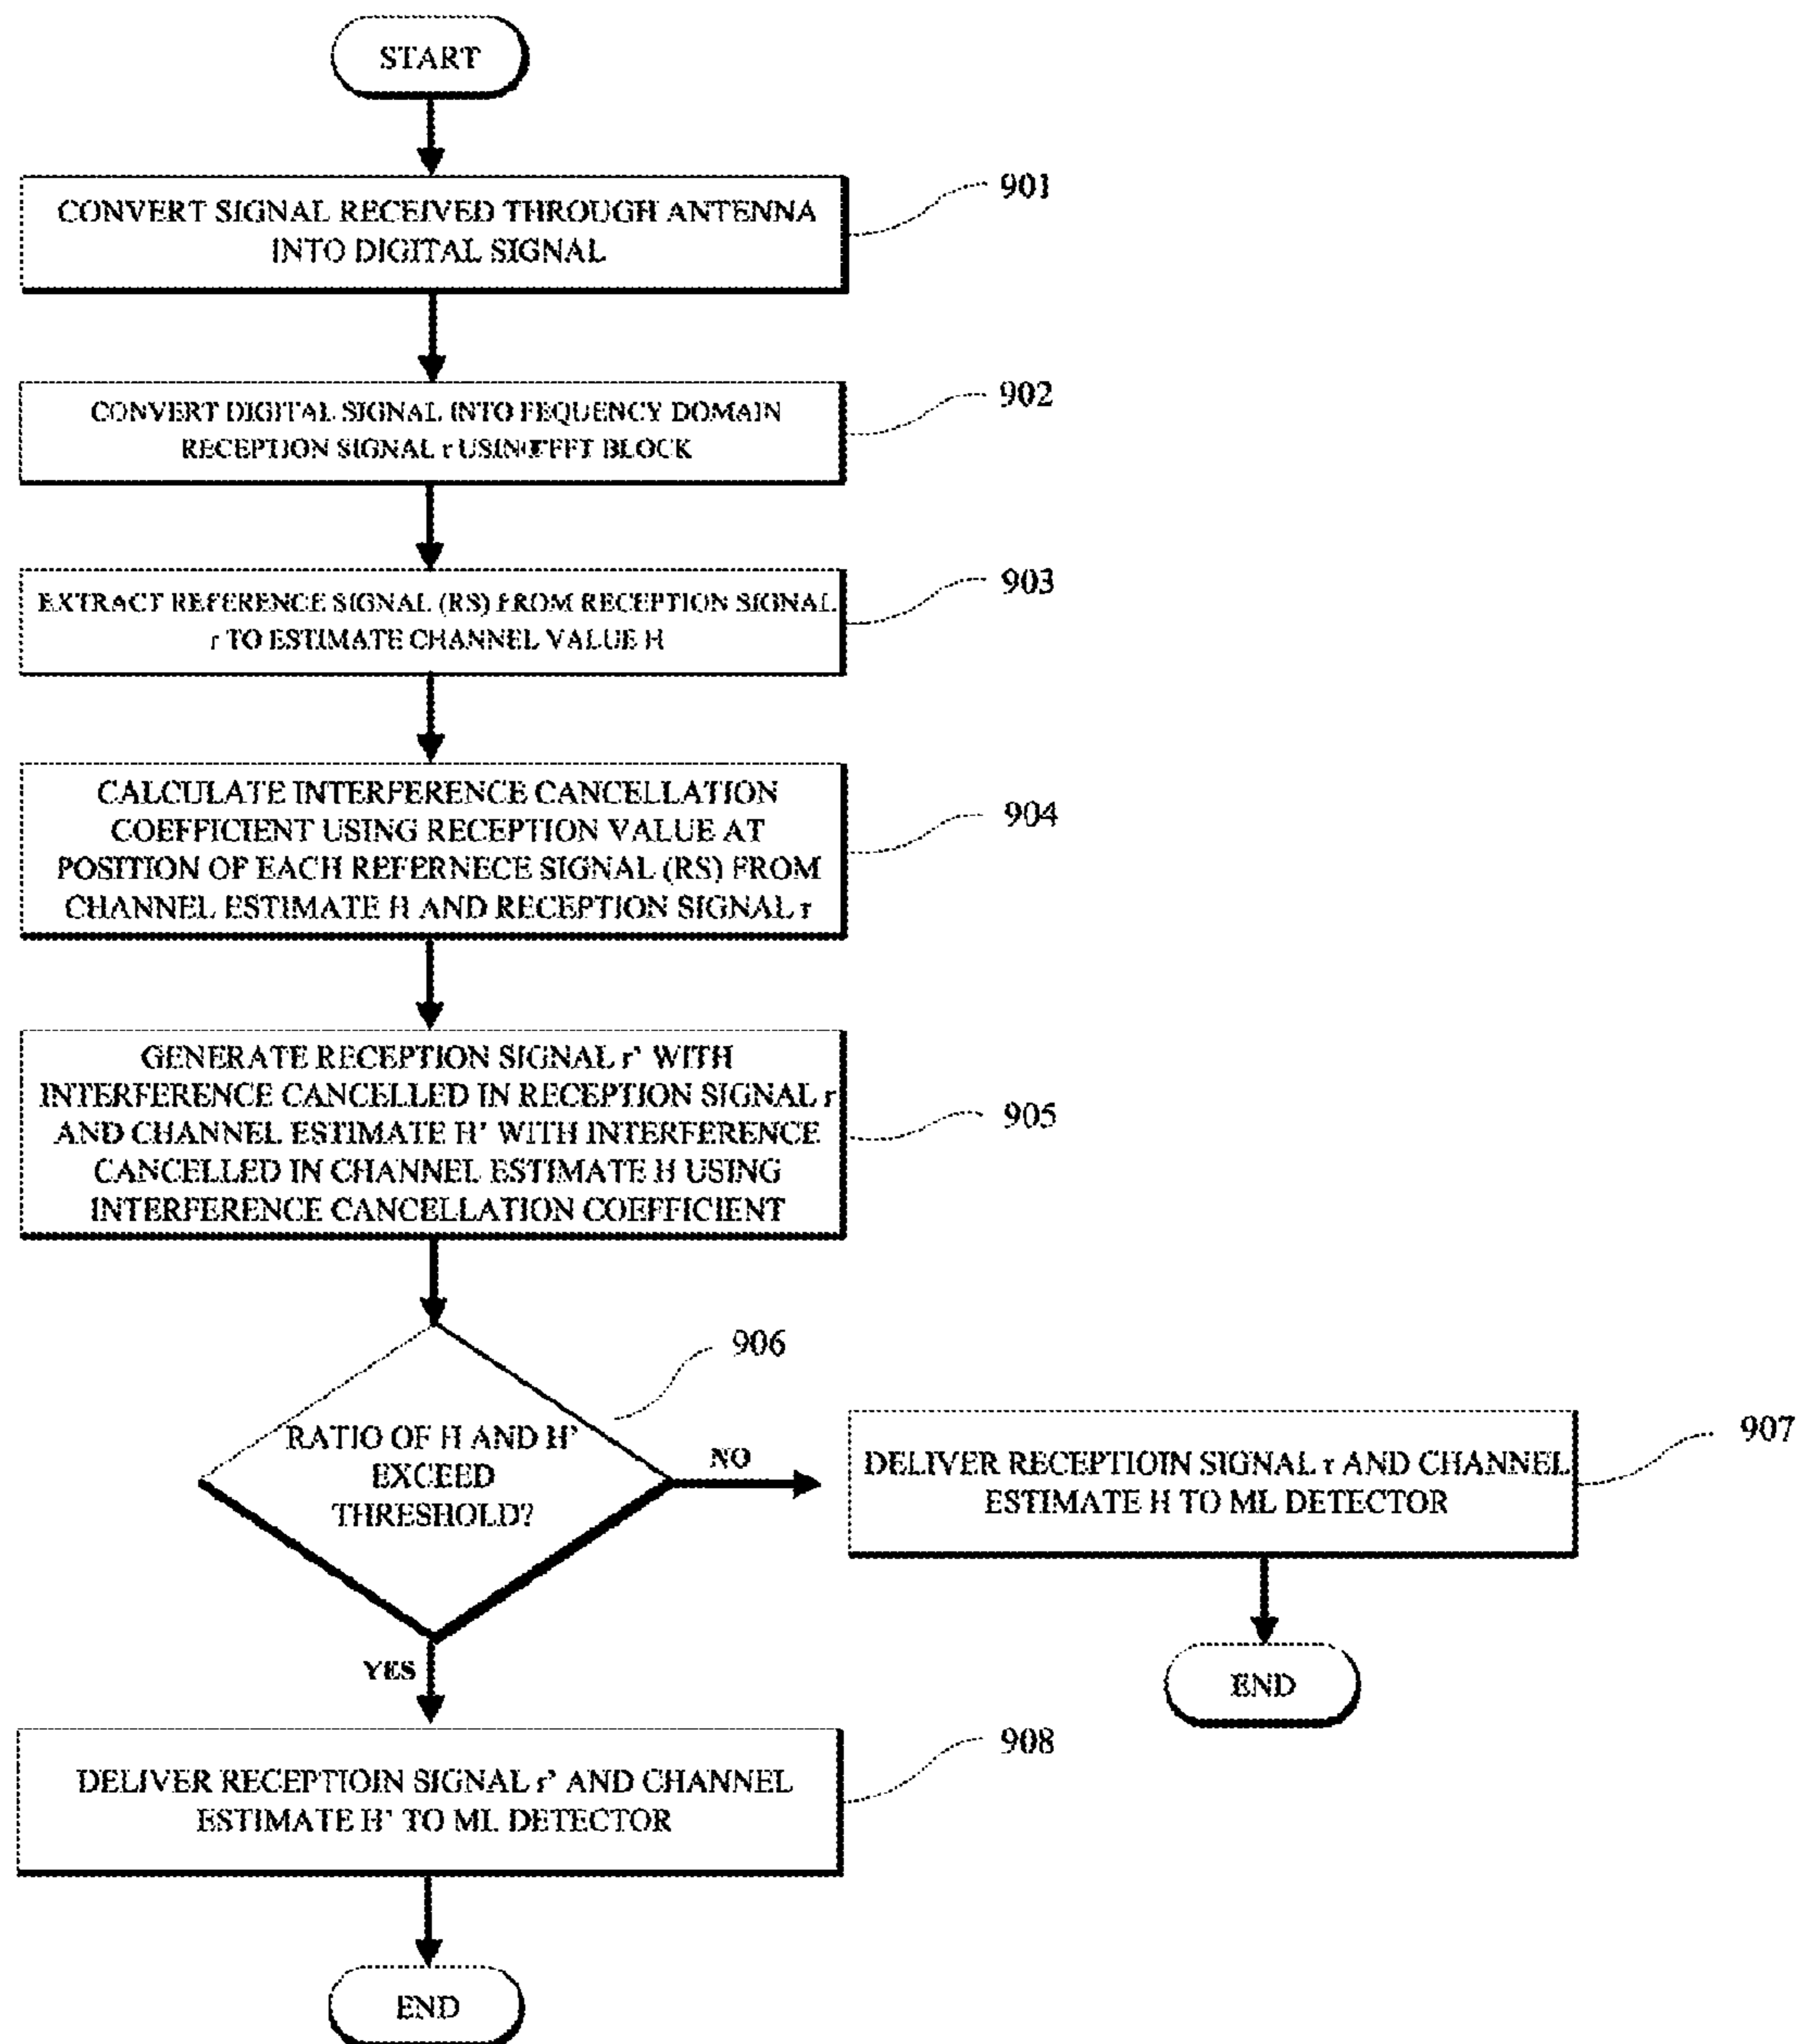 START
CONVERT SIGNAL RECEIVED THROUGH ANTENNA
INTO DIGITAL SIGNAL
901
CONVERT DIGITAL SIGNAL INTO FEQUENCY DOMAIN
RECEPTION SIGNAL r USING FFT BLOCK
902
EXTRACT REFERENCE SIGNAL (RS) FROM RECEPTION SIGNAL
r TO ESTIMATE CHANNEL VALUE H
903
CALCULATE INTERFERENCE CANCELLATION
COEFFICIENT USING RECEPTION VALUE AT
POSITION OF EACH REFERNECE SIGNAL (RS) FROM
CHANNEL ESTIMATE H AND RECEPTION SIGNAL r
904
GENERATE RECEPTION SIGNAL r' WITH
INTERFERENCE CANCELLED IN RECEPTION SIGNAL r
AND CHANNEL ESTIMATE H' WITH INTERFERENCE
CANCELLED IN CHANNEL ESTIMATE H USING
INTERFERENCE CANCELLATION COEFFICIENT
905
RATIO OF H AND H'
EXCEED
THRESHOLD?
906
NO
DELIVER RECEPTIOIN SIGNAL r AND CHANNEL
ESTIMATE H TO ML DETECTOR
907
END
YES
DELIVER RECEPTIOIN SIGNAL r' AND CHANNEL
ESTIMATE H' TO ML DETECTOR
908
END